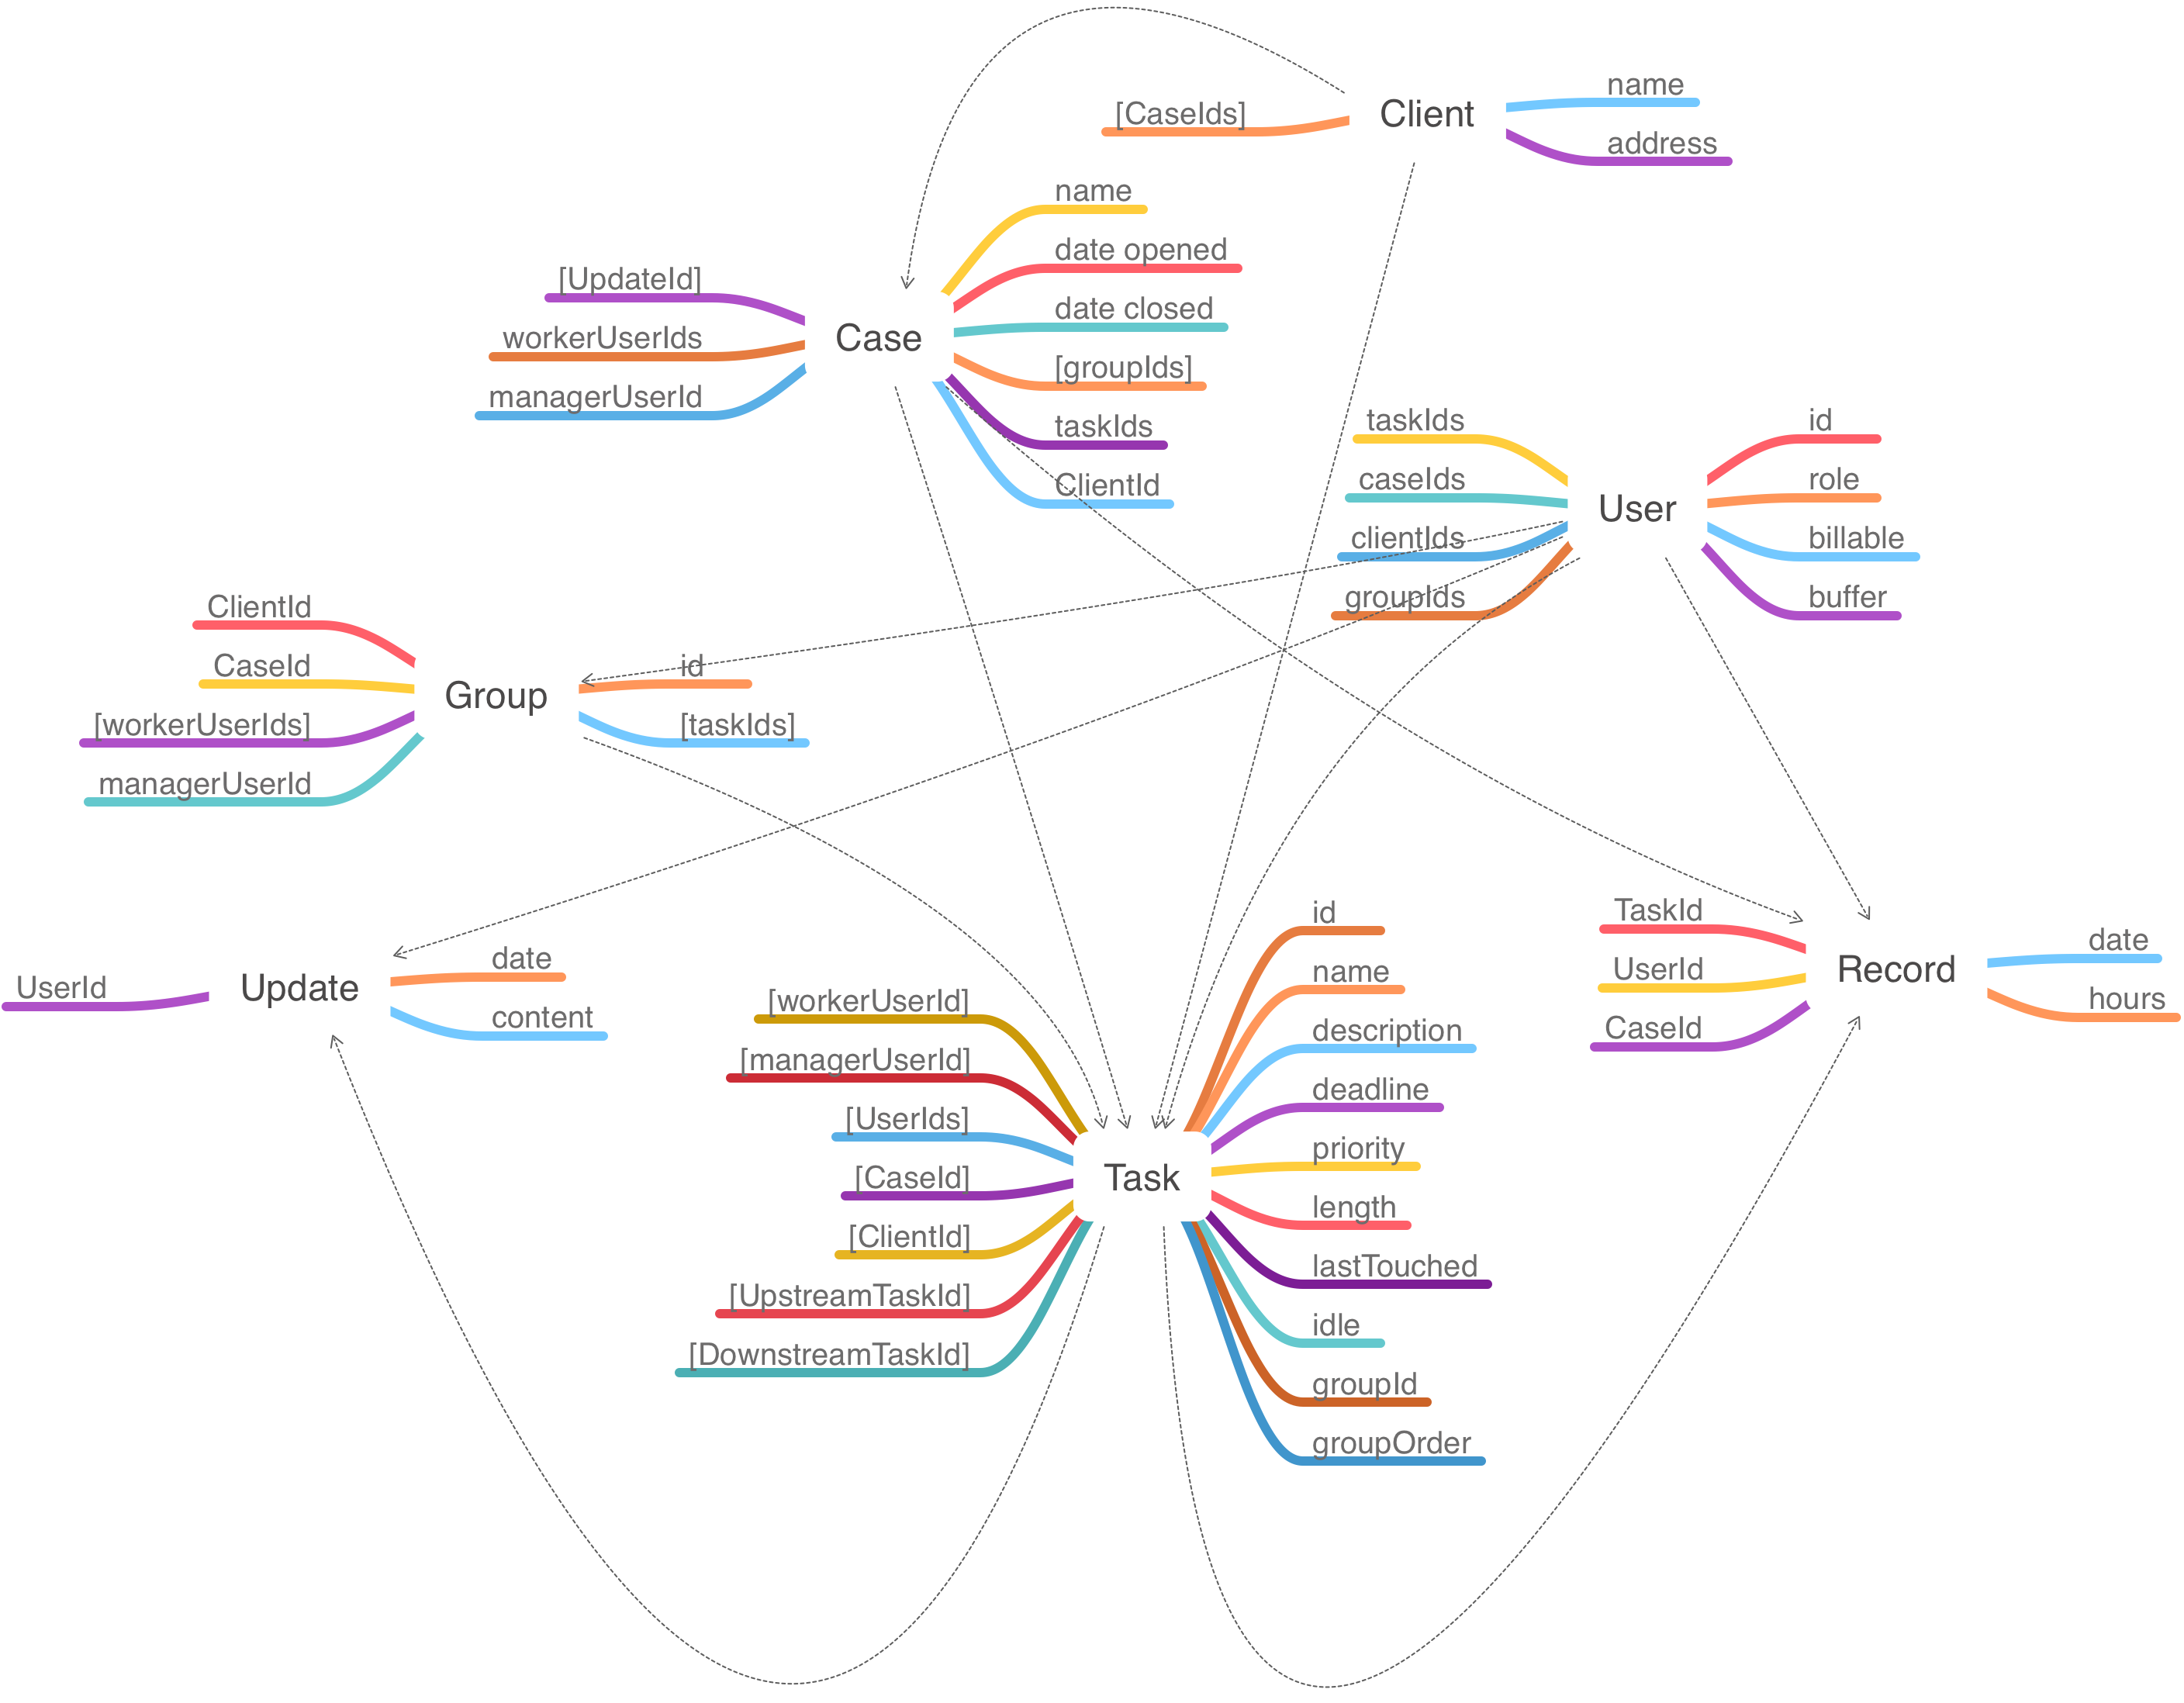 Client
[CaseIds]
name
address
Case
[UpdateId]
workerUserIds
managerUserId
name
date opened
date closed
[groupIds]
taskIds
ClientId
User
taskIds
caseIds
clientIds
groupIds
id
role
billable
buffer
Group
ClientId
CaseId
[workerUserIds]
managerUserId
id
[taskIds]
Update
UserId
date
content
Task
[workerUserId]
[managerUserId]
[UserIds]
[CaseId]
[ClientId]
[UpstreamTaskId]
[DownstreamTaskId]
id
name
description
deadline
priority
length
lastTouched
idle
groupId
groupOrder
Record
TaskId
UserId
CaseId
date
hours